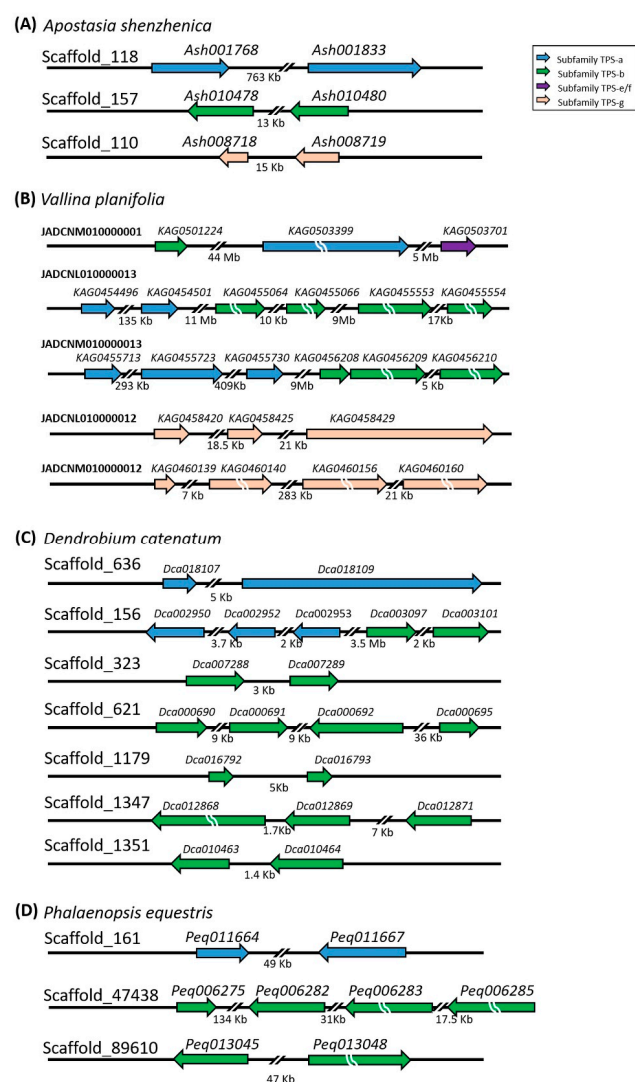 (A) Apostasia shenzhenica
Subfamily TPS-a
Subfamily TPS-b
Subfamily TPS-e/f
Subfamily TPS-g
Scaffold_118 Ash001768 Ash001833
763 Kb
Scaffold_157 Ash010478 Ash010480
13 Kb
Scaffold_110 Ash008718 Ash008719
15 Kb
(B) Vallina planifolia
JADCNM010000001 KAG0501224 KAG0503399 KAG0503701
44 Mb 5 Mb
JADCNL010000013
KAG0454496 KAG0454501 KAG0455064 KAG0455066 KAG0455553 KAG0455554
135 Kb 11 Mb 10 Kb 9Mb 17Kb
JADCNM010000013
KAG0455713 KAG0455723 KAG0455730 KAG0456208 KAG0456209 KAG0456210
293 Kb 409Kb 9Mb 5 Kb
JADCNL010000012
KAG0458420 KAG0458425 KAG0458429
18.5 Kb 21 Kb
JADCNM010000012
KAG0460139 KAG0460140 KAG0460156 KAG0460160
7 Kb 283 Kb 21 Kb
(C) Dendrobium catenatum
Scaffold_636 Dca018107 Dca018109
5 Kb
Scaffold_156 Dca002950 Dca002952 Dca002953 Dca003097 Dca003101
3.7 Kb 2 Kb 3.5 Mb 2 Kb
Scaffold_323 Dca007288 Dca007289
3 Kb
Scaffold_621 Dca000690 Dca000691 Dca000692 Dca000695
9 Kb 9 Kb 36 Kb
Scaffold_1179 Dca016792 Dca016793
5Kb
Scaffold_1347 Dca012868 Dca012869 Dca012871
1.7Kb 7 Kb
Scaffold_1351 Dca010463 Dca010464
1.4 Kb
(D) Phalaenopsis equestris
Scaffold_161 Peq011664 Peq011667
49 Kb
Scaffold_47438 Peq006275 Peq006282 Peq006283 Peq006285
134 Kb 31Kb 17.5 Kb
Scaffold_89610 Peq013045 Peq013048
47 Kb